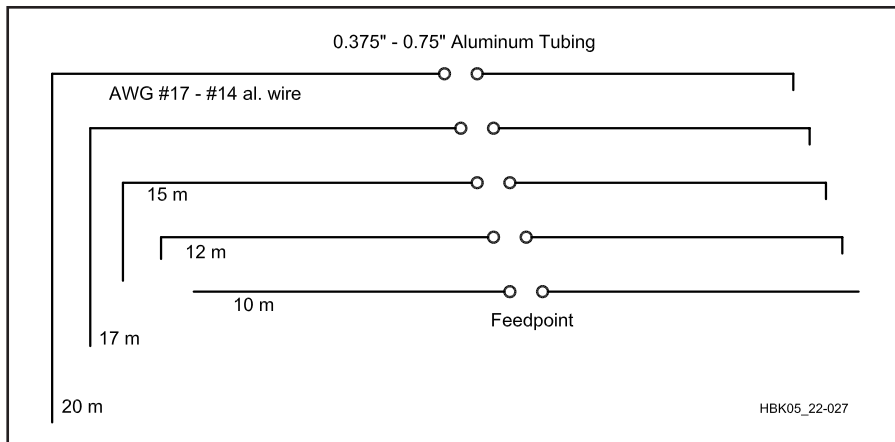 0.375" - 0.75" Aluminum Tubing
AWG #17 - #14 al. wire
15 m
12 m
10 m
Feedpoint
17 m
20 m
HBK05_22-027